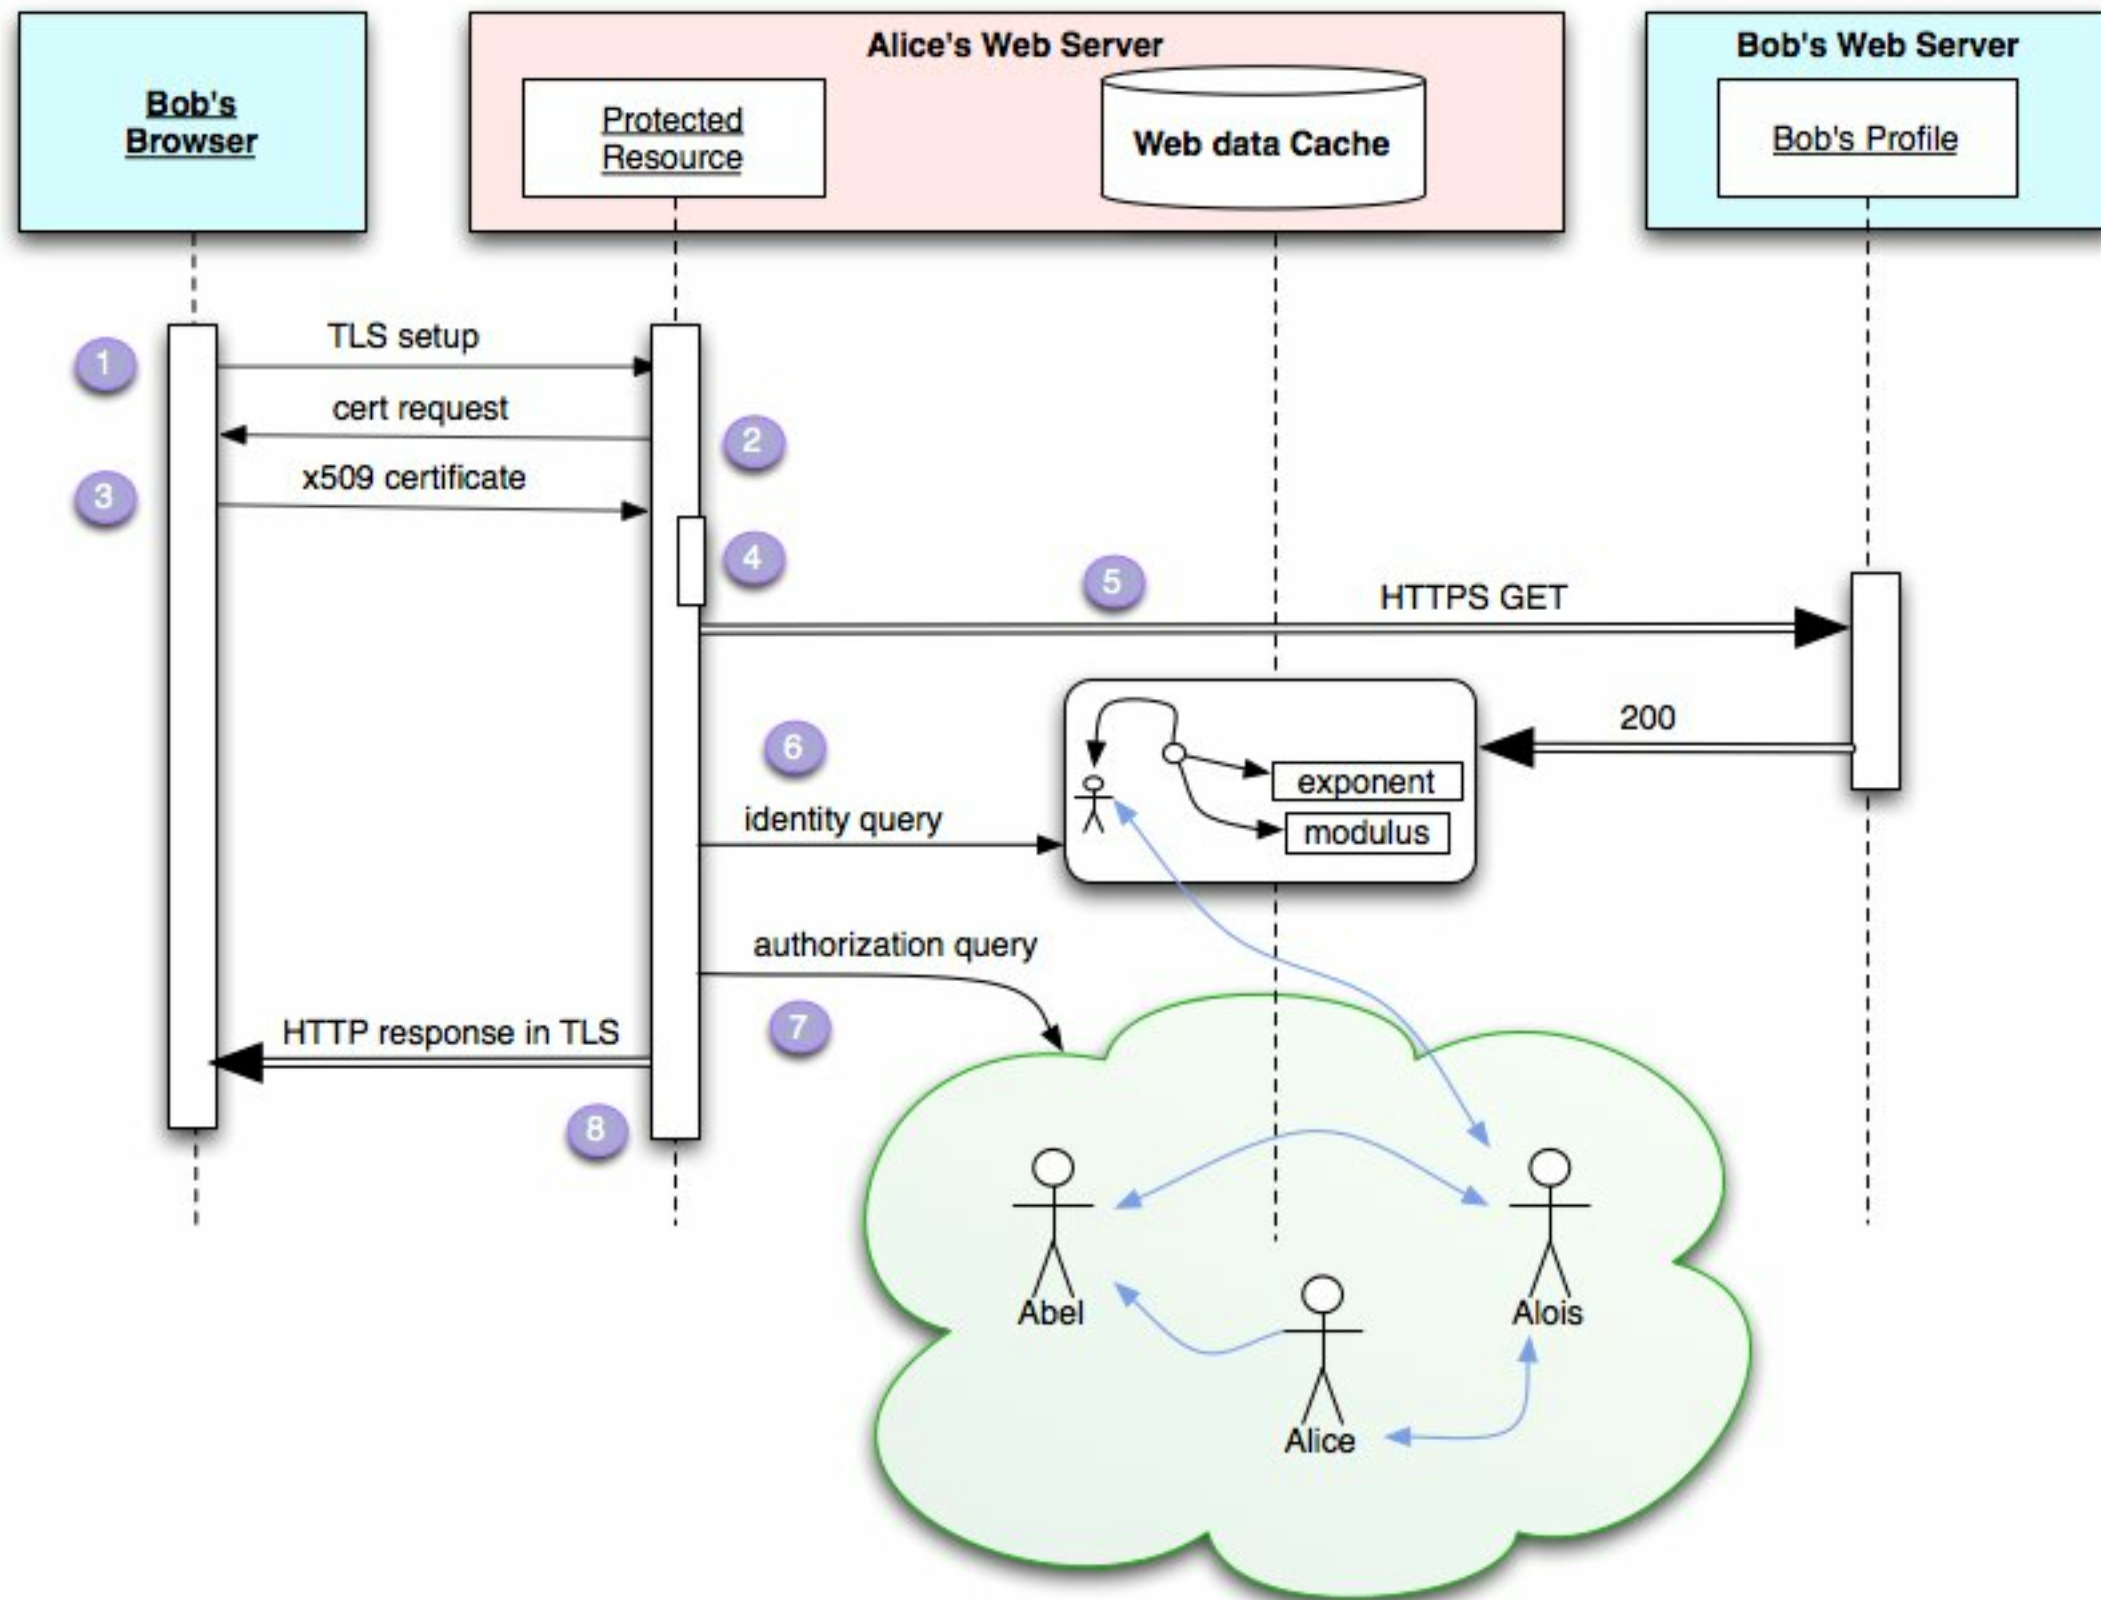 Bob's
Browser
Alice's Web Server
Protected
Resource
Web data Cache
Bob's Web Server
Bob's Profile
1
TLS setup
cert request
2
3
x509 certificate
4
5
HTTPS GET
200
6
exponent
modulus
identity query
authorization query
7
HTTP response in TLS
8
Abel
Alois
Alice